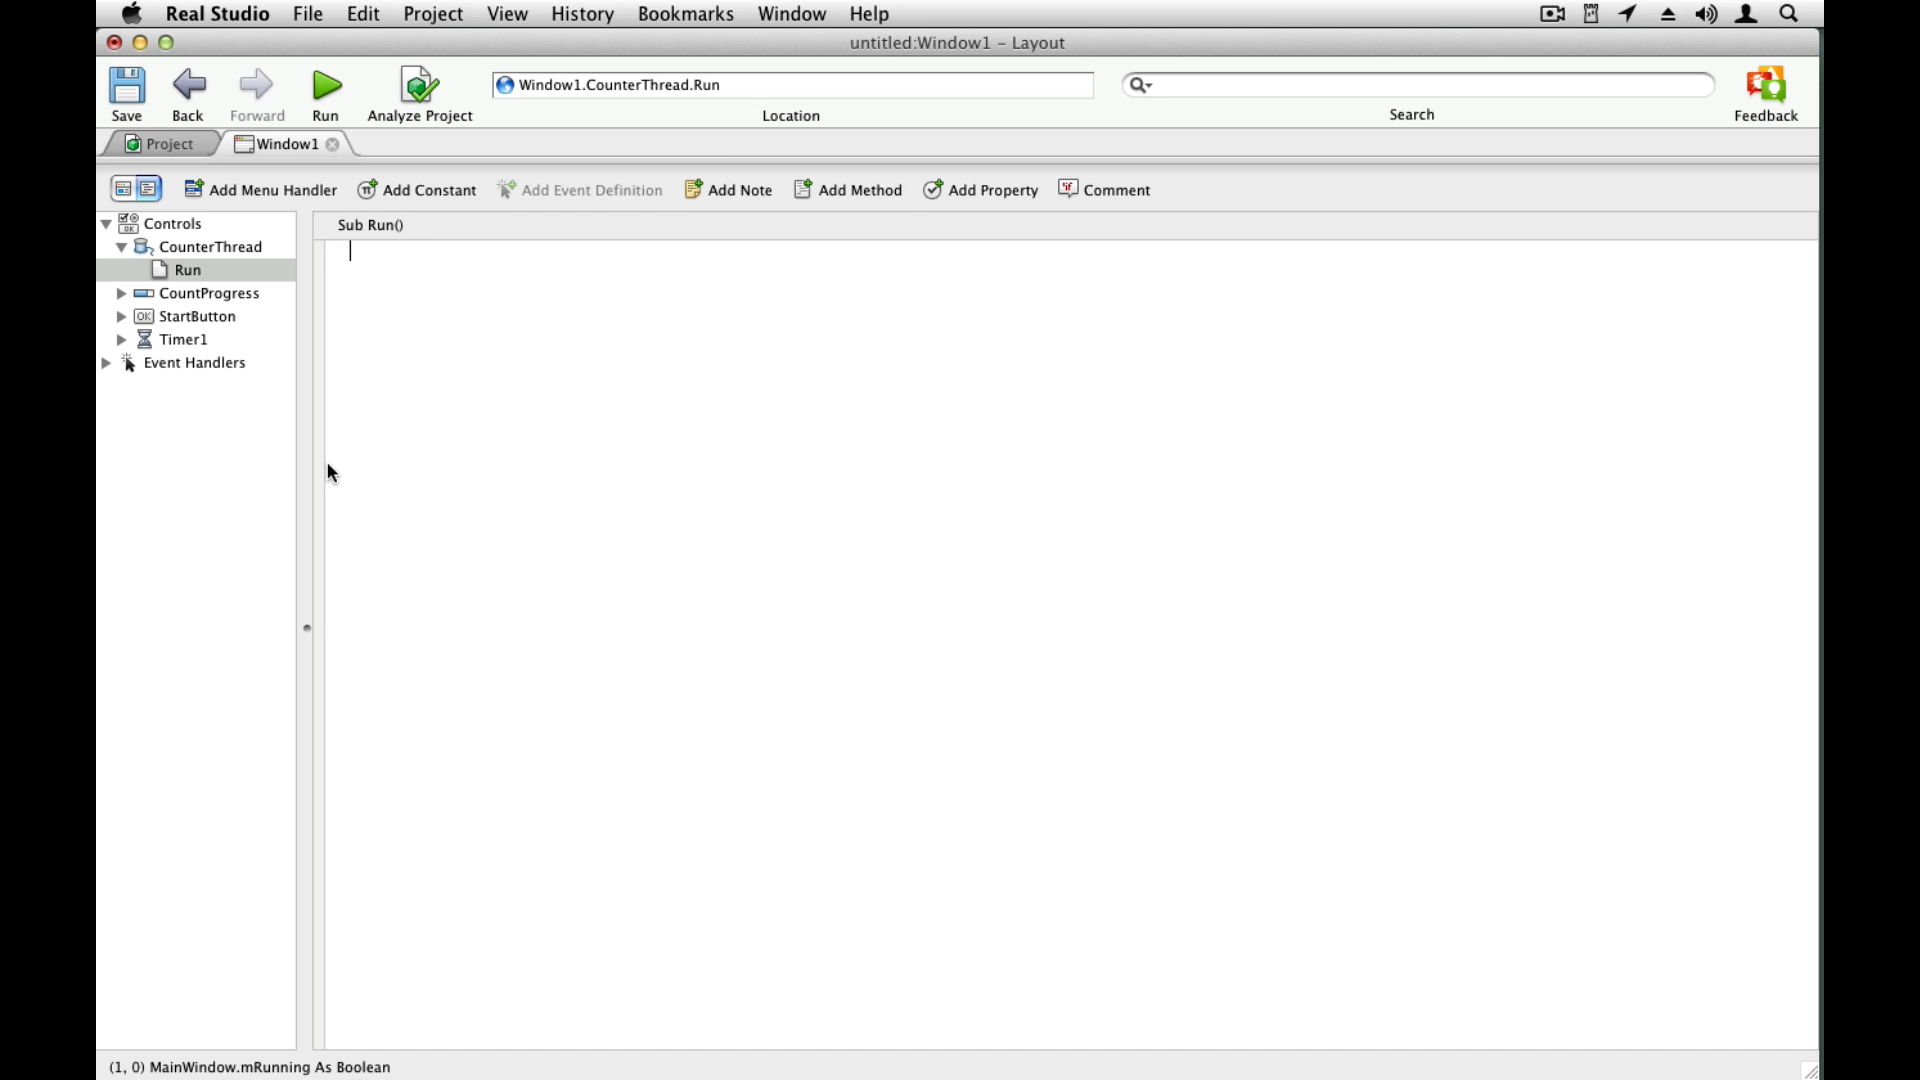 Real Studio File Edit Project View History Bookmarks Window Help
untitled:Window1 – Layout
Window1.CounterThread.Run
Save Back Forward Run Analyze Project Location Search Feedback
Project Window1
Add Menu Handler Add Constant Add Event Definition Add Note Add Method Add Property Comment
Controls
Sub Run()
CounterThread
Run
CountProgress
OK StartButton
Timer1
Event Handlers
(1, 0) MainWindow.mRunning As Boolean